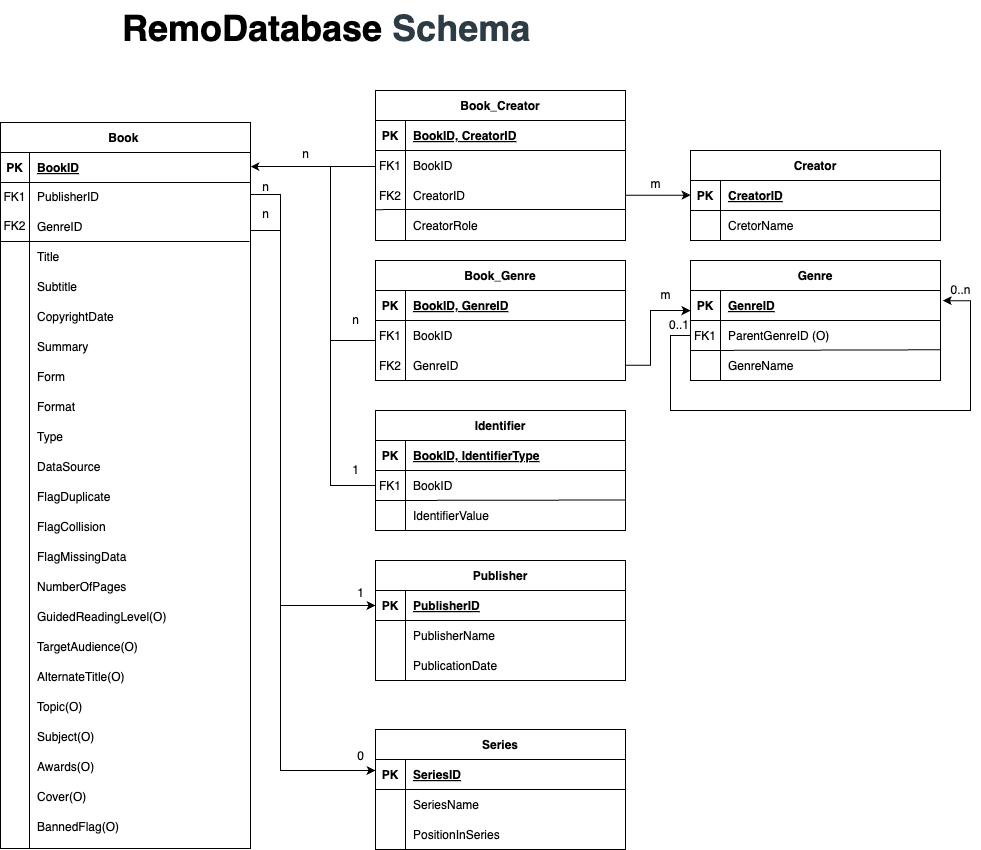 RemoDatabase Schema
Book
PK BookID
FK1 PublisherID
FK2 GenreID
Title
Subtitle
CopyrightDate
Summary
Form
Format
Type
DataSource
FlagDuplicate
FlagCollision
FlagMissingData
NumberOfPages
GuidedReadingLevel(O)
TargetAudience(O)
AlternateTitle(O)
Topic(O)
Subject(O)
Awards(O)
Cover(O)
BannedFlag(O)
n
n
n
n
1
1
0
Book_Creator
PK BookID, CreatorID
FK1 BookID
FK2 CreatorID
CreatorRole
m
Creator
PK CreatorID
CretorName
Book_Genre
PK BookID, GenreID
FK1 BookID
FK2 GenreID
m
0..1
Genre
PK GenreID
FK1 ParentGenreID (O)
GenreName
0..n
Identifier
PK BookID, IdentifierType
FK1 BookID
IdentifierValue
Publisher
PK PublisherID
PublisherName
PublicationDate
Series
PK SeriesID
SeriesName
PositionInSeries